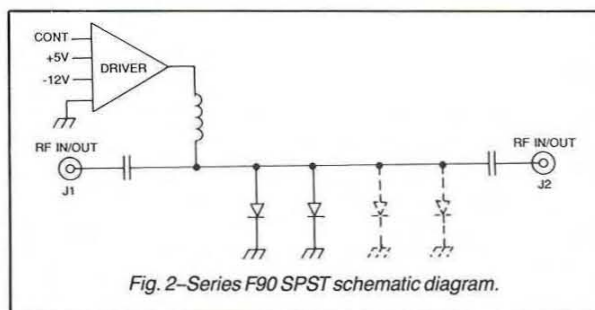 CONT
+5V
-12V
DRIVER
RF IN/OUT
J1
RF IN/OUT
J2
Fig. 2–Series F90 SPST schematic diagram.